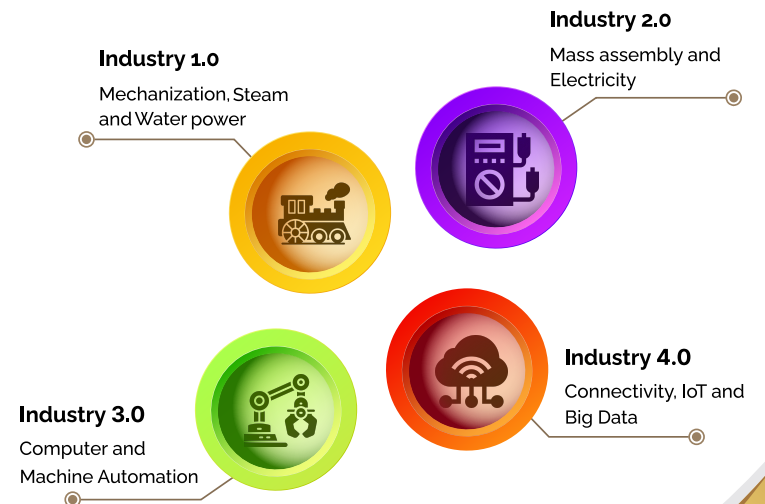 Industry 1.0
Mechanization, Steam
and Water power
Industry 2.0
Mass assembly and
Electricity
Industry 3.0
Computer and
Machine Automation
Industry 4.0
Connectivity, IoT and
Big Data